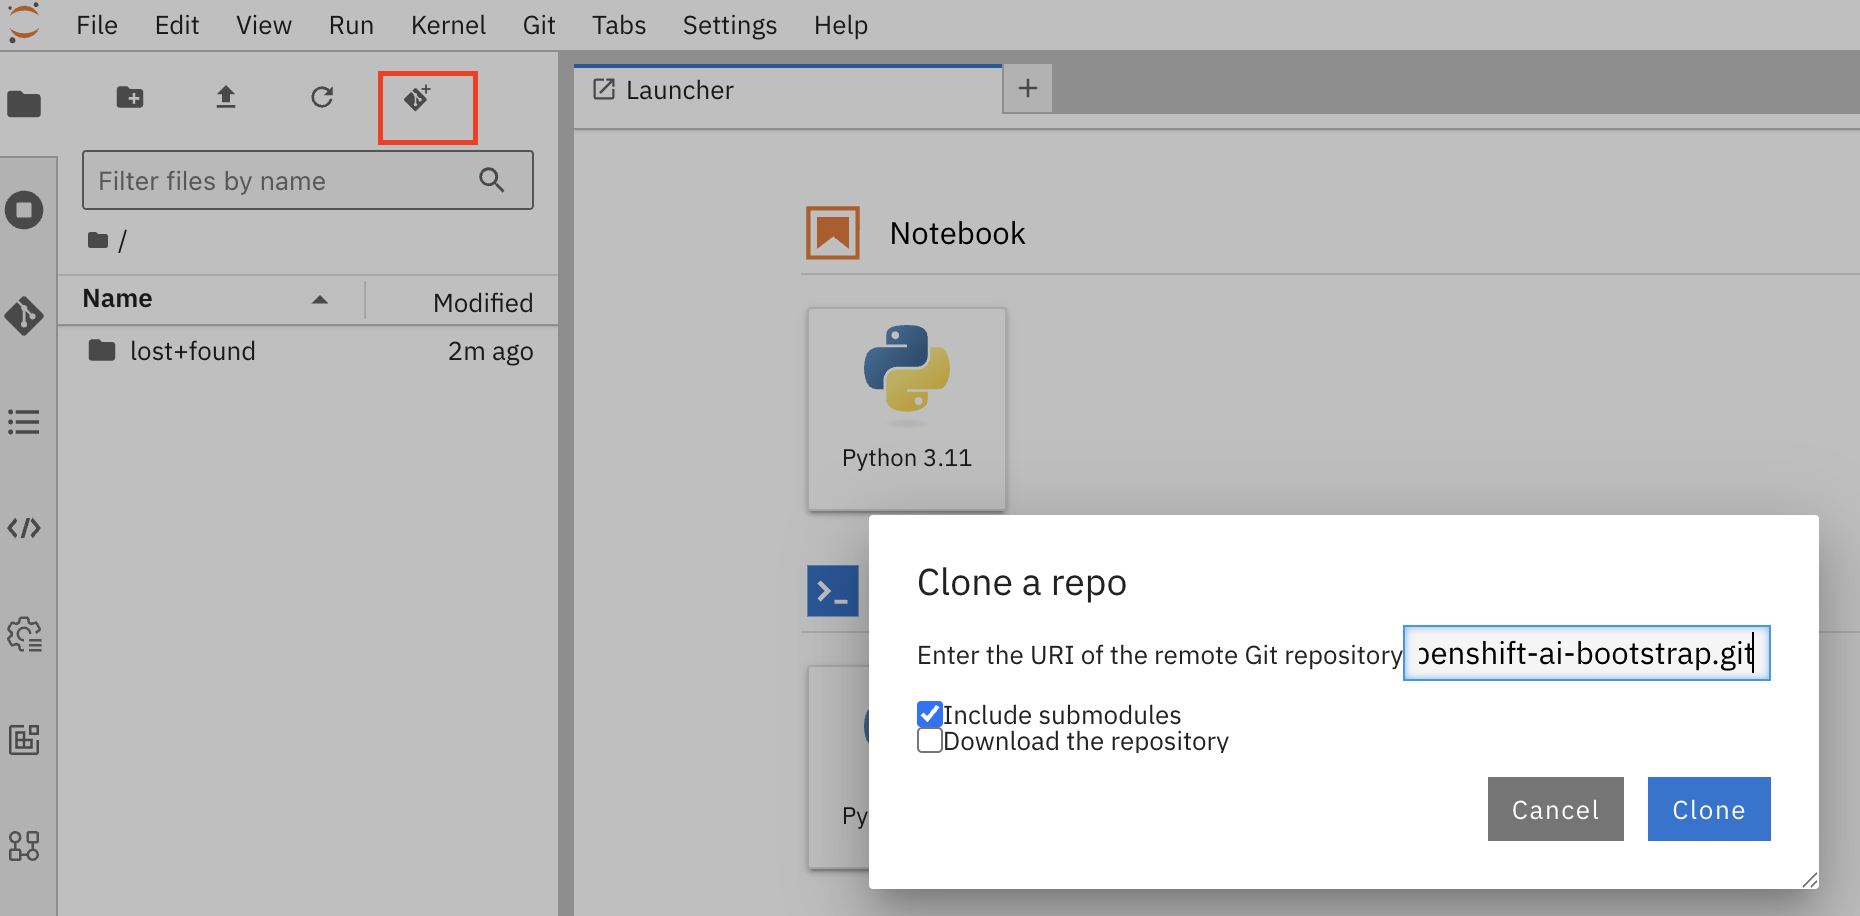 File Edit View Run Kernel Git Tabs Settings Help
Launcher
Filter files by name
/
Name Modified
lost+found 2m ago
Notebook
Python 3.11
Py
Clone a repo
Enter the URI of the remote Git repository penshift-ai-bootstrap.git
Include submodules
Download the repository
Cancel Clone